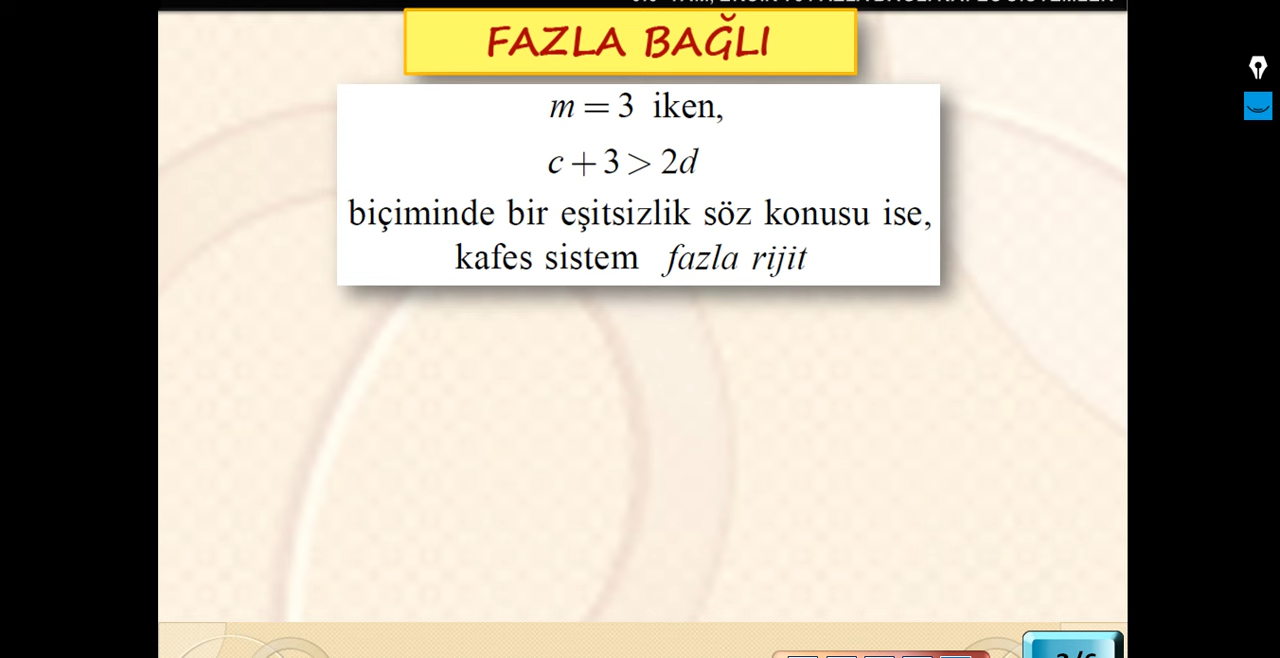 FAZLA BAĞLI
m = 3 iken,
c + 3 > 2d
biçiminde bir eşitsizlik söz konusu ise,
kafes sistem fazla rijit